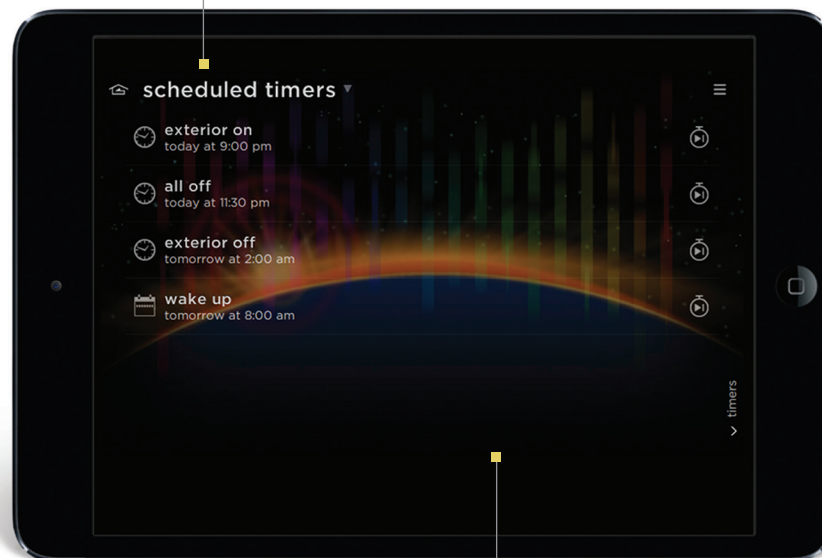 scheduled timers
exterior on
today at 9:00 pm
all off
today at 11:30 pm
exterior off
tomorrow at 2:00 am
wake up
tomorrow at 8:00 am
timers